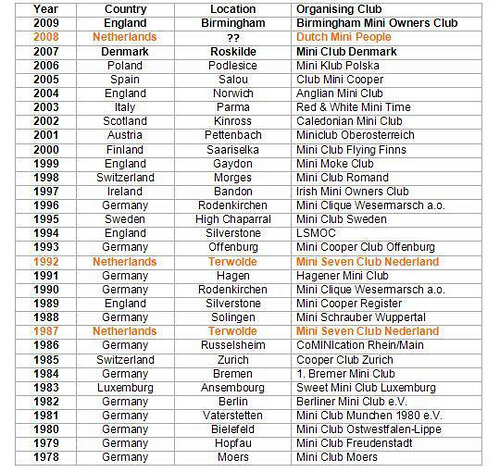 Year Country Location Organising Club
2009 England Birmingham Birmingham Mini Owners Club
2008 Netherlands ?? Dutch Mini People
2007 Denmark Roskilde Mini Club Denmark
2006 Poland Podlesice Mini Klub Polska
2005 Spain Salou Club Mini Cooper
2004 England Norwich Anglian Mini Club
2003 Italy Parma Red & White Mini Time
2002 Scotland Kinross Caledonian Mini Club
2001 Austria Pettenbach Miniclub Oberosterreich
2000 Finland Saariselka Mini Club Flying Finns
1999 England Gaydon Mini Moke Club
1998 Switzerland Morges Mini Club Romand
1997 Ireland Bandon Irish Mini Owners Club
1996 Germany Rodenkirchen Mini Clique Wesermarsch a.o.
1995 Sweden High Chaparral Mini Club Sweden
1994 England Silverstone LSMOC
1993 Germany Offenburg Mini Cooper Club Offenburg
1992 Netherlands Terwolde Mini Seven Club Nederland
1991 Germany Hagen Hagener Mini Club
1990 Germany Rodenkirchen Mini Clique Wesermarsch a.o.
1989 England Silverstone Mini Cooper Register
1988 Germany Solingen Mini Schrauber Wuppertal
1987 Netherlands Terwolde Mini Seven Club Nederland
1986 Germany Russelsheim CoMINIcation Rhein/Main
1985 Switzerland Zurich Cooper Club Zurich
1984 Germany Bremen 1. Bremer Mini Club
1983 Luxemburg Ansembourg Sweet Mini Club Luxemburg
1982 Germany Berlin Berliner Mini Club e.V.
1981 Germany Vaterstetten Mini Club Munchen 1980 e.V.
1980 Germany Bielefeld Mini Club Ostwestfalen-Lippe
1979 Germany Hopfau Mini Club Freudenstadt
1978 Germany Moers Mini Club Moers